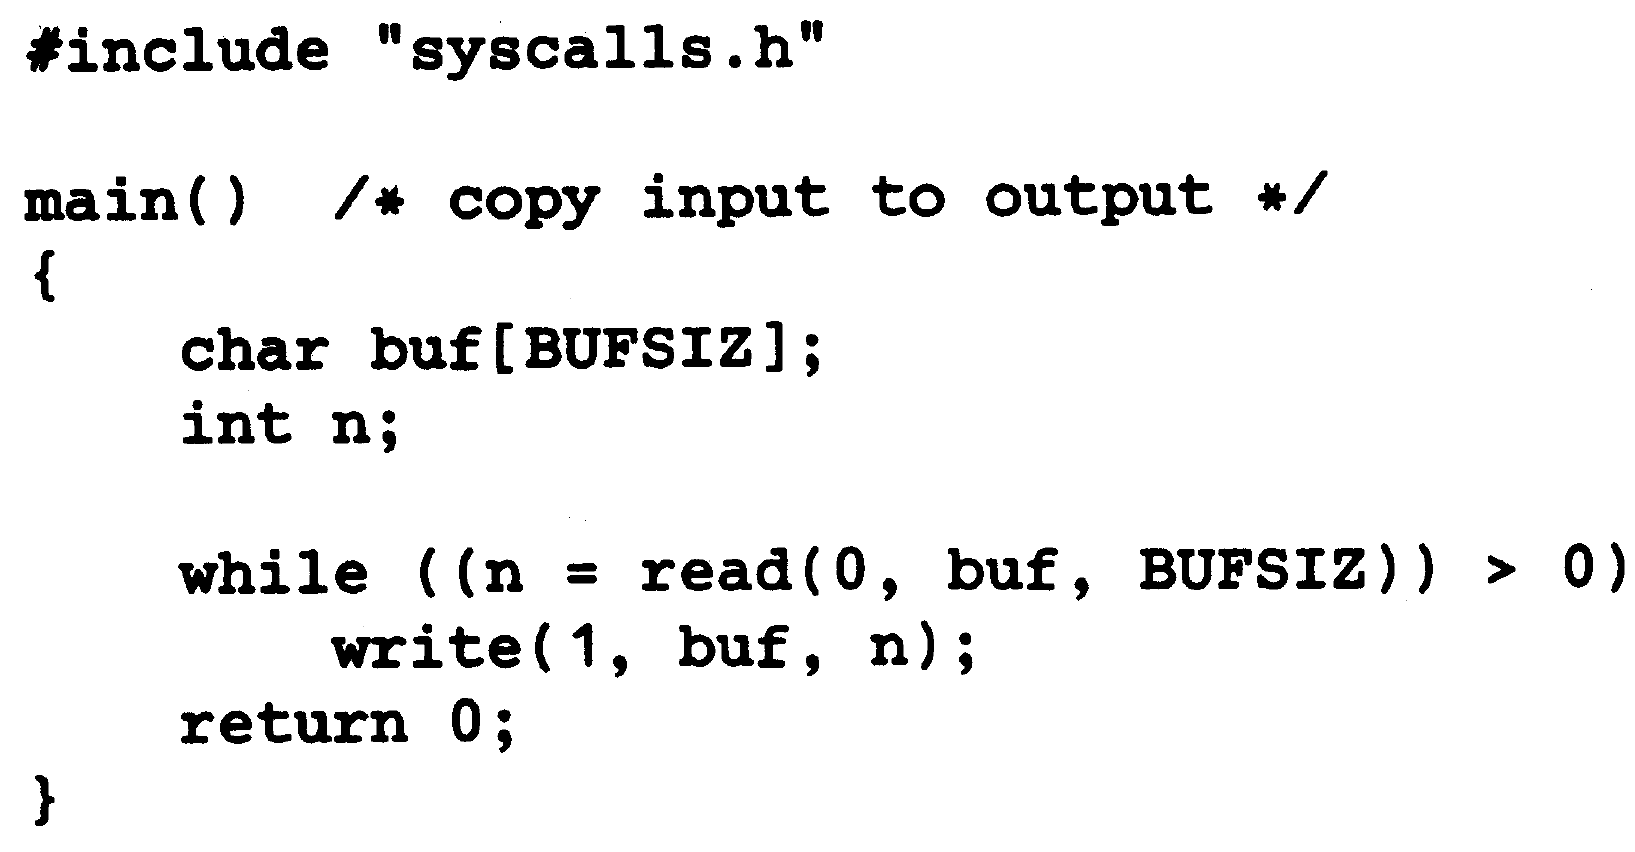 #include "syscalls.h"
main()  /* copy input to output */
{
    char buf[BUFSIZ];
    int n;
    while ((n = read(0, buf, BUFSIZ)) > 0)
        write(1, buf, n);
    return 0;
}